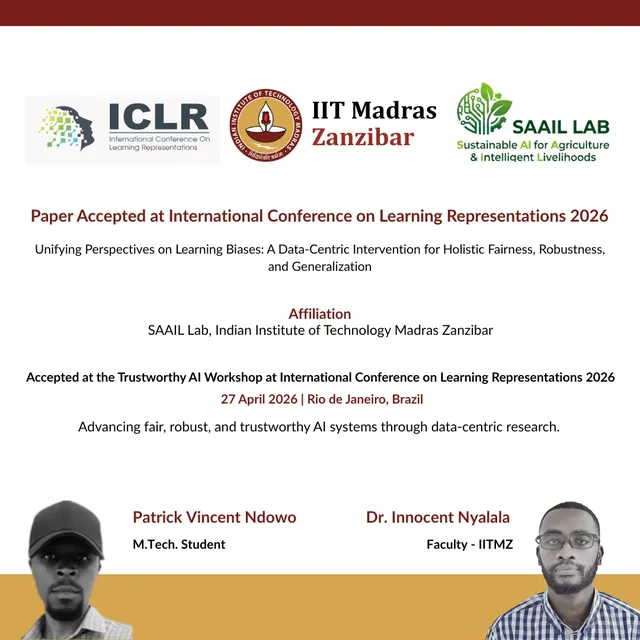 ICLR
International Conference On
Learning Representations
INDIAN INSTITUTE OF TECHNOLOGY MADRAS
IIT Madras
Zanzibar
SAAIL LAB
Sustainable AI for Agriculture
& Intelligent Livelihoods
Paper Accepted at International Conference on Learning Representations 2026
Unifying Perspectives on Learning Biases: A Data-Centric Intervention for Holistic Fairness, Robustness,
and Generalization
Affiliation
SAAIL Lab, Indian Institute of Technology Madras Zanzibar
Accepted at the Trustworthy AI Workshop at International Conference on Learning Representations 2026
27 April 2026 | Rio de Janeiro, Brazil
Advancing fair, robust, and trustworthy AI systems through data-centric research.
Patrick Vincent Ndowo
M.Tech. Student
Dr. Innocent Nyalala
Faculty - IITMZ